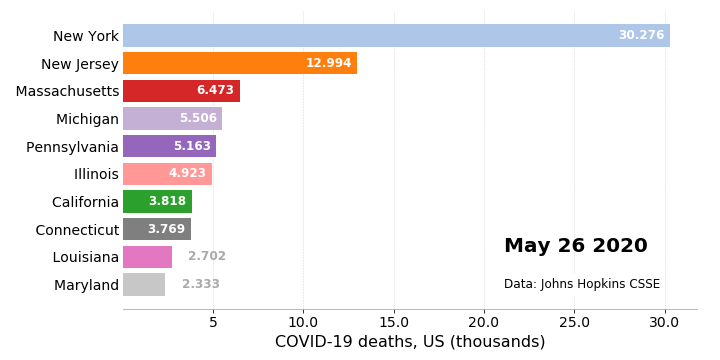 New York 30.276
New Jersey 12.994
Massachusetts 6.473
Michigan 5.506
Pennsylvania 5.163
Illinois 4.923
California 3.818
Connecticut 3.769
Louisiana 2.702
Maryland 2.333
May 26 2020
Data: Johns Hopkins CSSE
5 10.0 15.0 20.0 25.0 30.0
COVID-19 deaths, US (thousands)